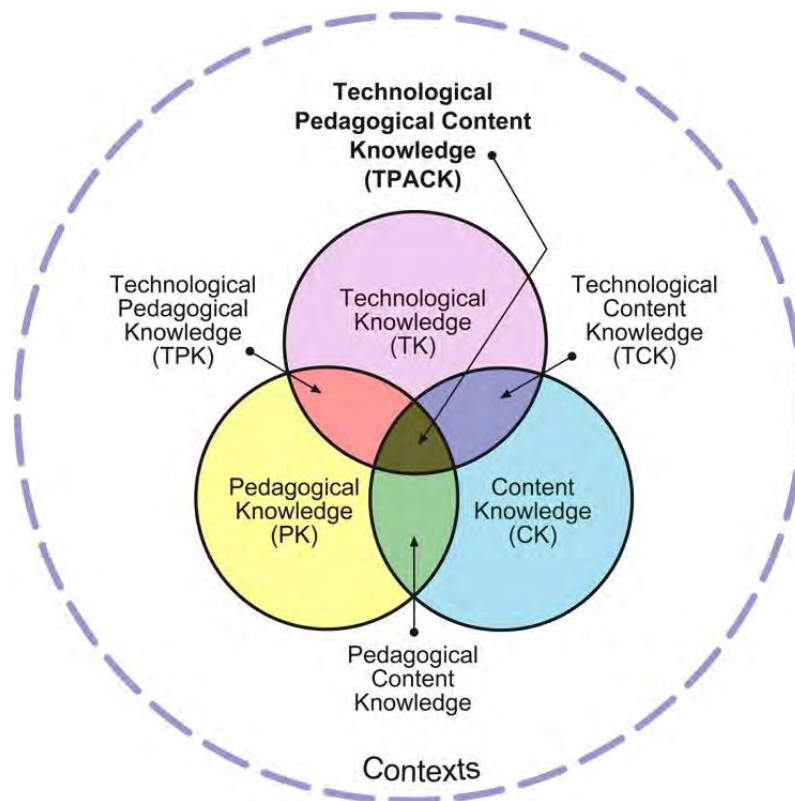 Technological
Pedagogical Content
Knowledge
(TPACK)
Technological
Pedagogical
Knowledge
(TPK)
Technological
Knowledge
(TK)
Technological
Content
Knowledge
(TCK)
Pedagogical
Knowledge
(PK)
Content
Knowledge
(CK)
Pedagogical
Content
Knowledge
Contexts